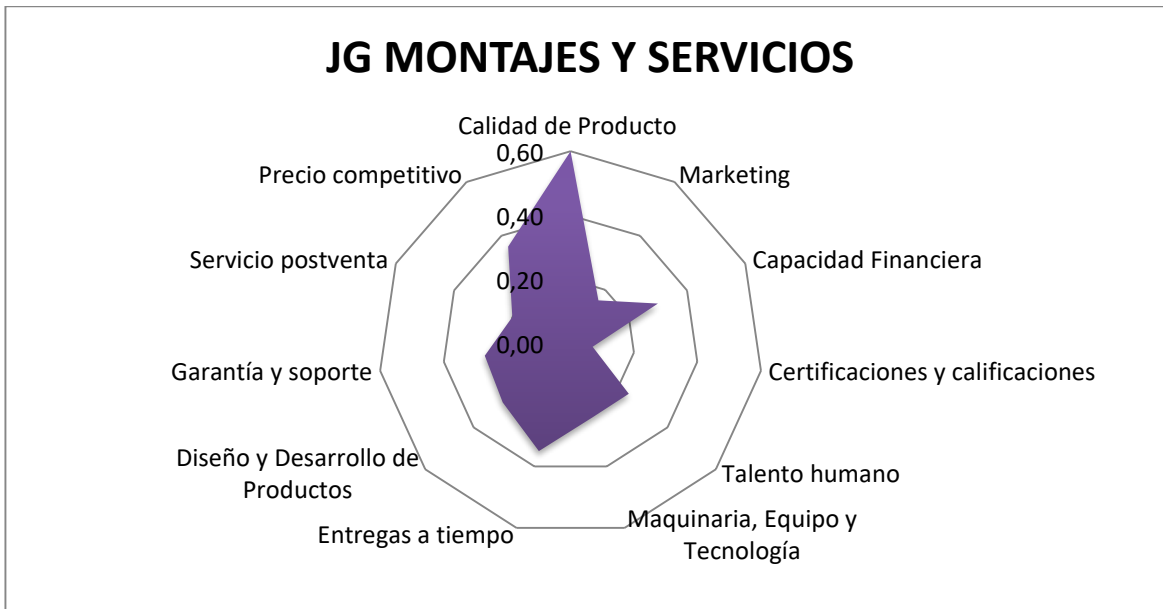 JG MONTAJES Y SERVICIOS
Calidad de Producto
Marketing
Capacidad Financiera
Certificaciones y calificaciones
Talento humano
Maquinaria, Equipo y
Tecnología
Entregas a tiempo
Diseño y Desarrollo de
Productos
Garantía y soporte
Servicio postventa
Precio competitivo
0,60
0,40
0,20
0,00